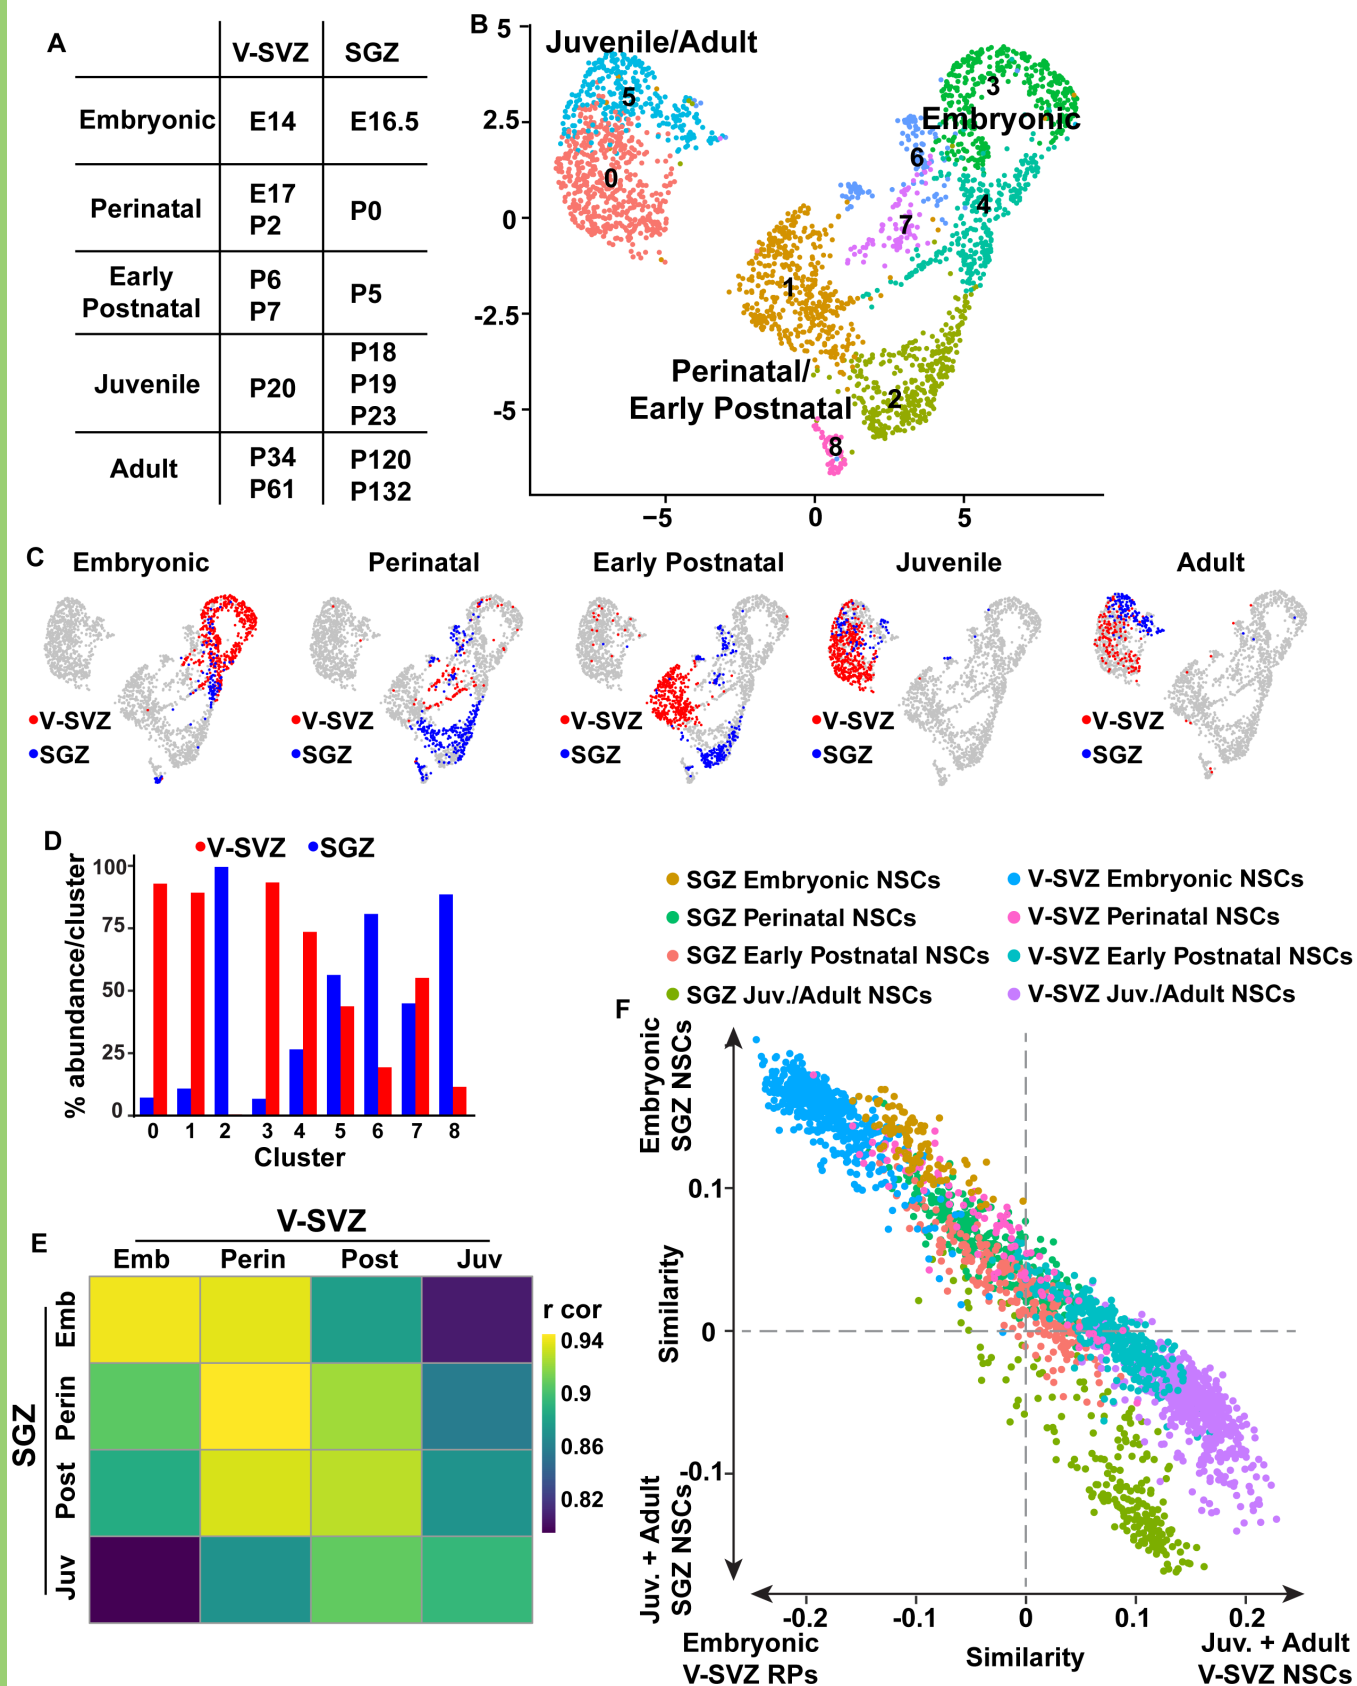 A
V-SVZ SGZ
Embryonic E14 E16.5
Perinatal E17 P2 P0
Early Postnatal P6 P7 P5
Juvenile P20 P18 P19 P23
Adult P34 P61 P120 P132
B
5
2.5
0
-2.5
-5
−5 0 5
Juvenile/Adult
Embryonic
Perinatal/
Early Postnatal
5
0
3
6
4
7
1
2
8
C
Embryonic Perinatal Early Postnatal Juvenile Adult
V-SVZ V-SVZ V-SVZ V-SVZ V-SVZ
SGZ SGZ SGZ SGZ SGZ
D
V-SVZ SGZ
% abundance/cluster
100
75
50
25
0
0 1 2 3 4 5 6 7 8
Cluster
E
V-SVZ
Emb Perin Post Juv
SGZ
Emb
Perin
Post
Juv
r cor
0.94
0.9
0.86
0.82
SGZ Embryonic NSCs V-SVZ Embryonic NSCs
SGZ Perinatal NSCs V-SVZ Perinatal NSCs
SGZ Early Postnatal NSCs V-SVZ Early Postnatal NSCs
SGZ Juv./Adult NSCs V-SVZ Juv./Adult NSCs
F
Embryonic
SGZ NSCs
Similarity
Juv. + Adult
SGZ NSCs
0.1
0
-0.1
-0.2 -0.1 0 0.1 0.2
Embryonic
V-SVZ RPs
Similarity
Juv. + Adult
V-SVZ NSCs